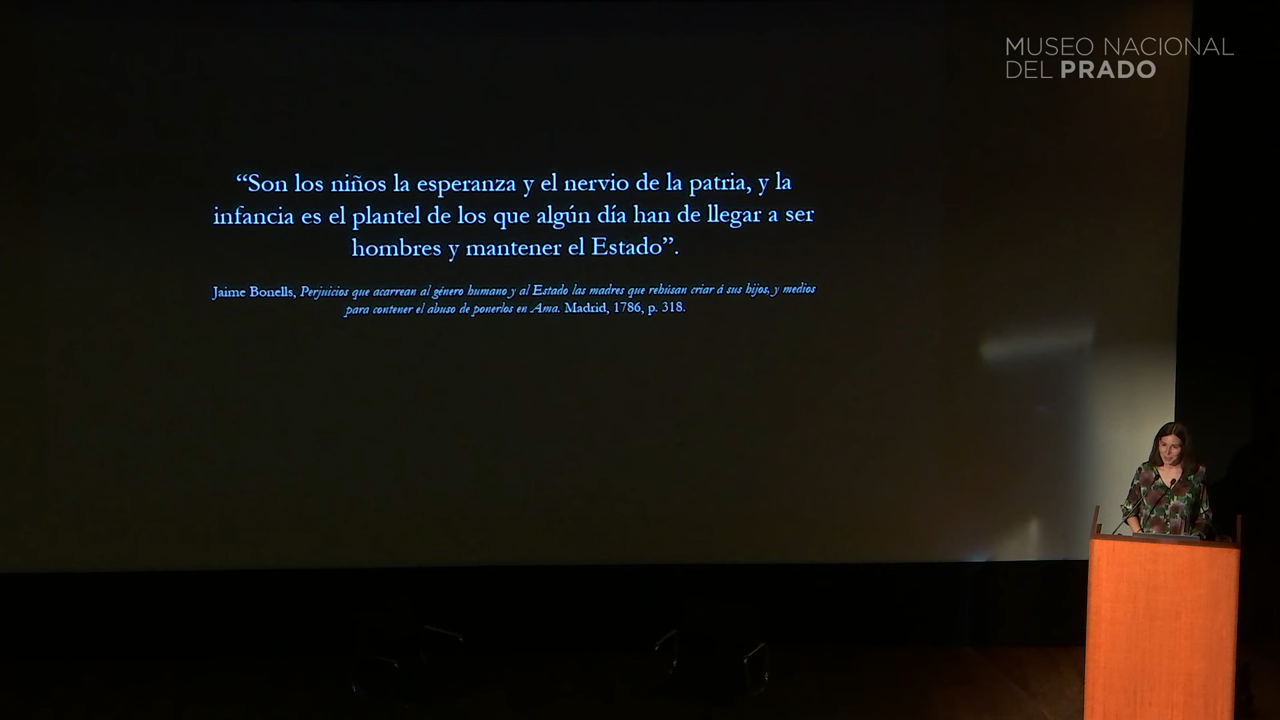 MUSEO NACIONAL
DEL PRADO
“Son los niños la esperanza y el nervio de la patria, y la
infancia es el plantel de los que algún día han de llegar a ser
hombres y mantener el Estado”.
Jaime Bonells, Perjuicios que acarrean al género humano y al Estado las madres que rehúsan criar á sus hijos, y medios
para contener el abuso de ponerlos en Ama. Madrid, 1786, p. 318.